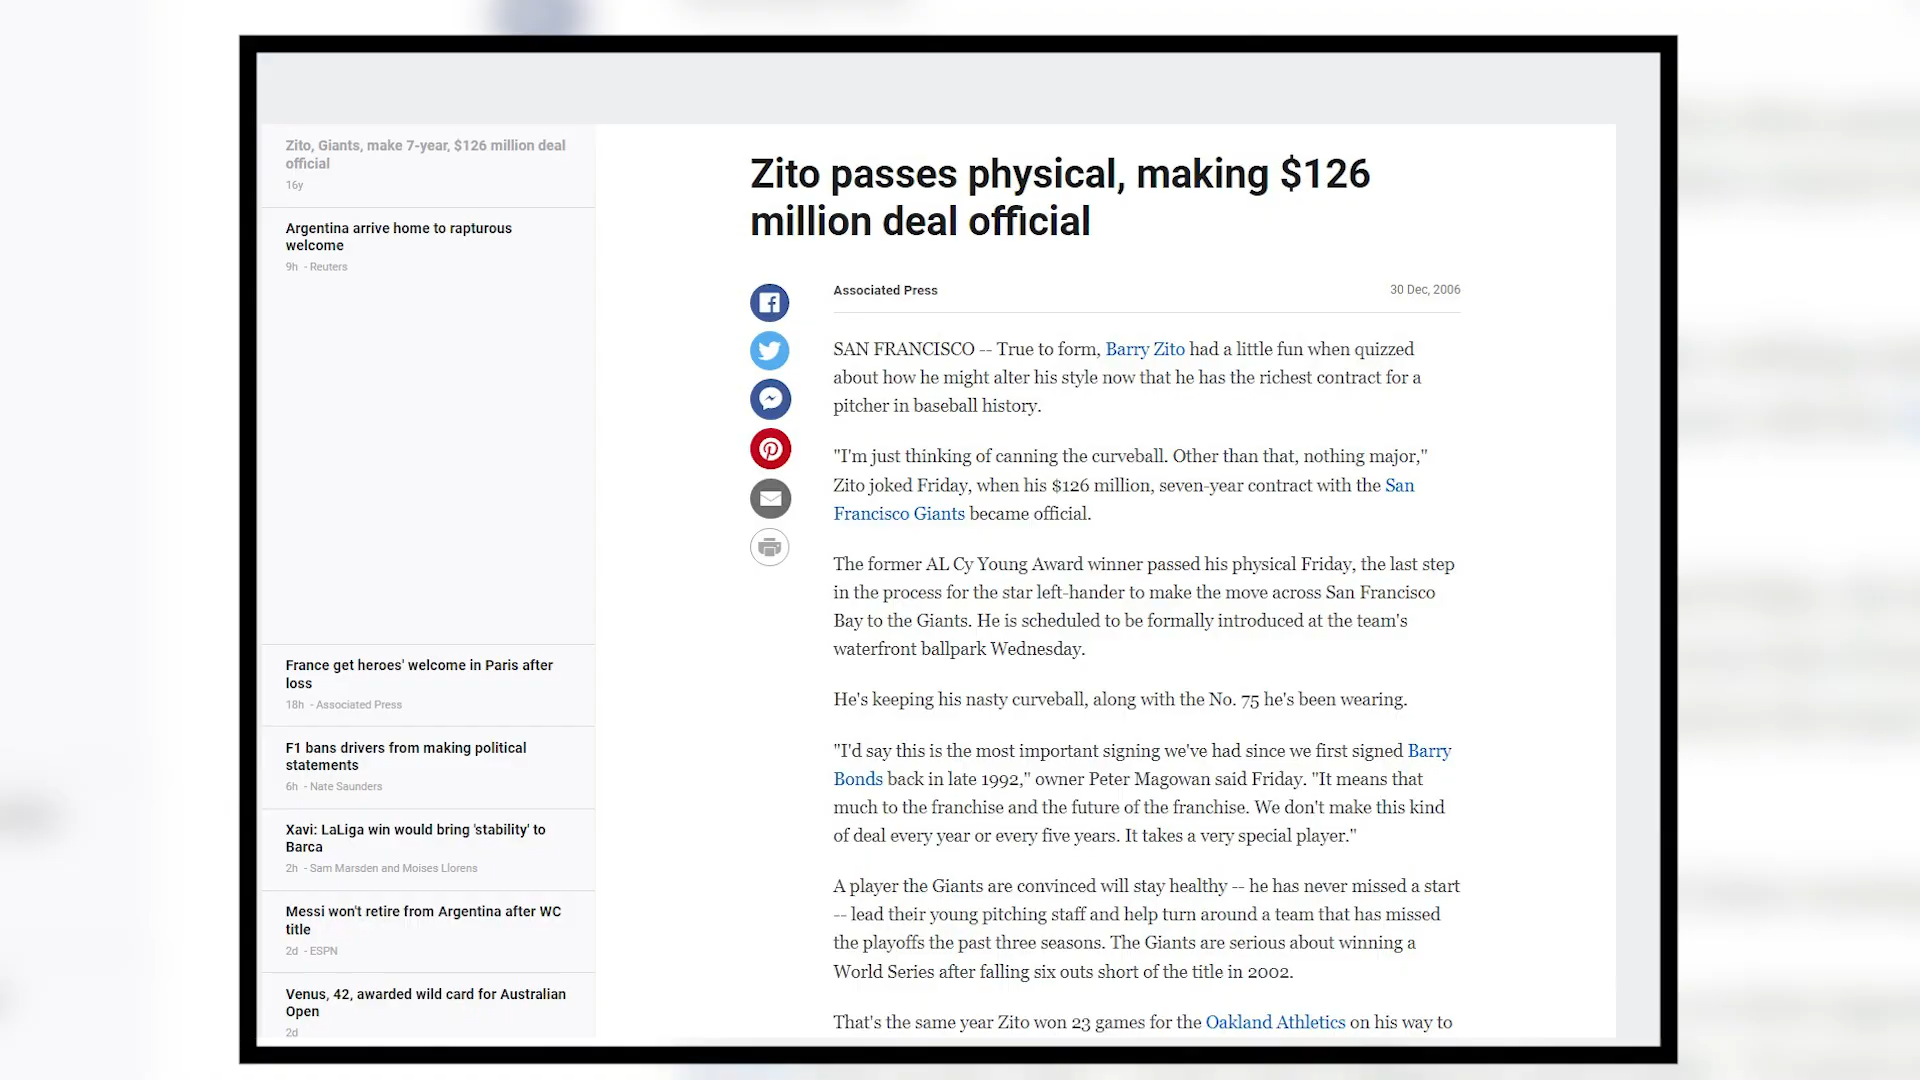 Zito, Giants, make 7-year, $126 million deal
official
16y
Argentina arrive home to rapturous
welcome
9h - Reuters
France get heroes' welcome in Paris after
loss
18h - Associated Press
F1 bans drivers from making political
statements
6h - Nate Saunders
Xavi: LaLiga win would bring 'stability' to
Barca
2h - Sam Marsden and Moises Llorens
Messi won't retire from Argentina after WC
title
2d - ESPN
Venus, 42, awarded wild card for Australian
Open
2d
Zito passes physical, making $126
million deal official
Associated Press
30 Dec, 2006
SAN FRANCISCO -- True to form, Barry Zito had a little fun when quizzed
about how he might alter his style now that he has the richest contract for a
pitcher in baseball history.
"I'm just thinking of canning the curveball. Other than that, nothing major,"
Zito joked Friday, when his $126 million, seven-year contract with the San
Francisco Giants became official.
The former AL Cy Young Award winner passed his physical Friday, the last step
in the process for the star left-hander to make the move across San Francisco
Bay to the Giants. He is scheduled to be formally introduced at the team's
waterfront ballpark Wednesday.
He's keeping his nasty curveball, along with the No. 75 he's been wearing.
"I'd say this is the most important signing we've had since we first signed Barry
Bonds back in late 1992," owner Peter Magowan said Friday. "It means that
much to the franchise and the future of the franchise. We don't make this kind
of deal every year or every five years. It takes a very special player."
A player the Giants are convinced will stay healthy -- he has never missed a start
-- lead their young pitching staff and help turn around a team that has missed
the playoffs the past three seasons. The Giants are serious about winning a
World Series after falling six outs short of the title in 2002.
That's the same year Zito won 23 games for the Oakland Athletics on his way to